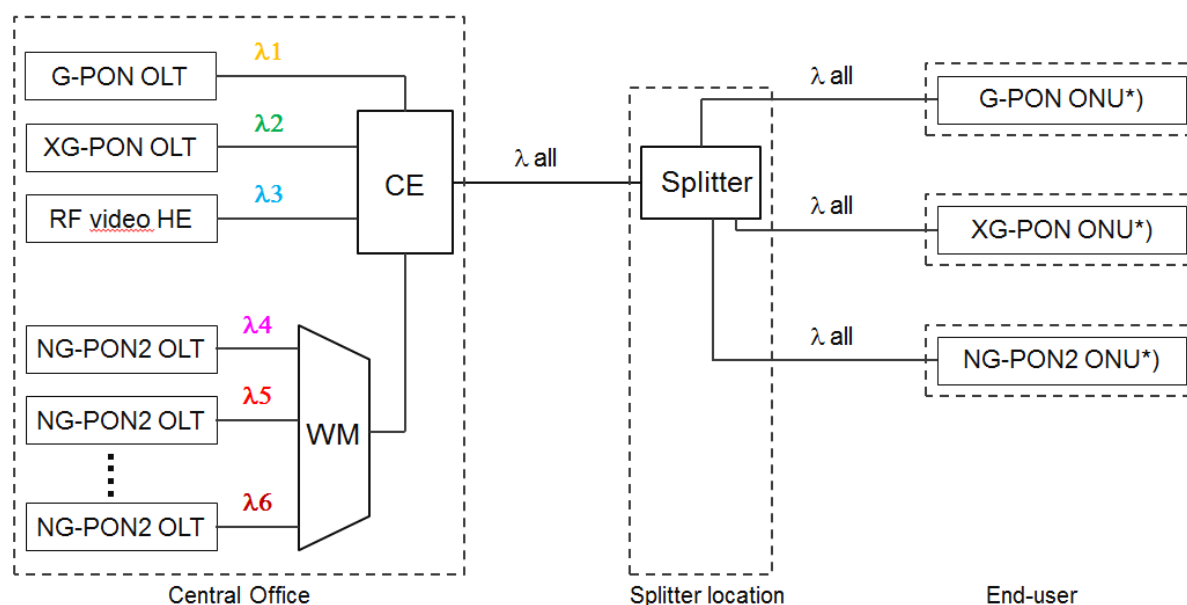 G-PON OLT
λ1
XG-PON OLT
λ2
RF video HE
λ3
CE
NG-PON2 OLT
λ4
NG-PON2 OLT
λ5
NG-PON2 OLT
λ6
WM
Central Office
λ all
Splitter
Splitter location
λ all
G-PON ONU*)
λ all
XG-PON ONU*)
λ all
NG-PON2 ONU*)
End-user